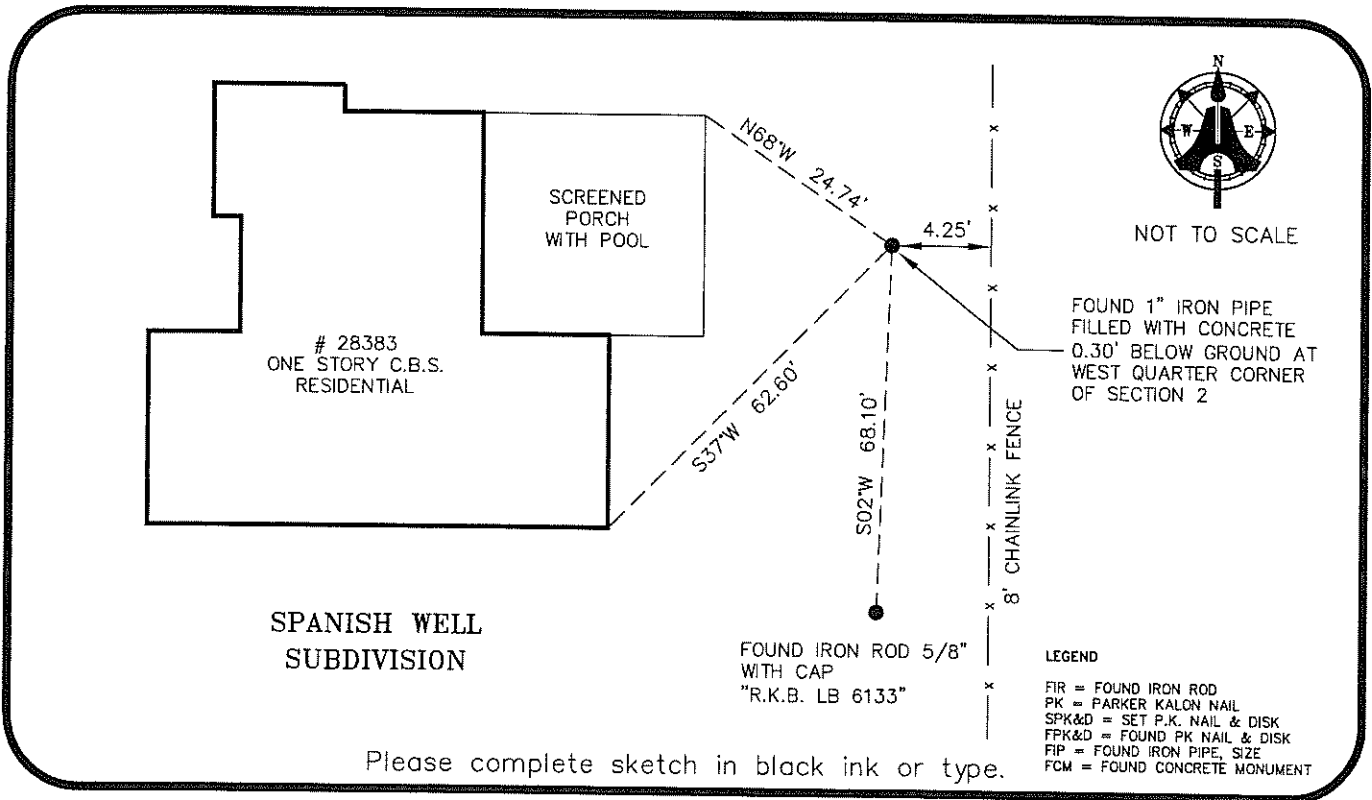 N
W E
S
NOT TO SCALE
N68°W 24.74'
SCREENED
PORCH
WITH POOL
4.25'
FOUND 1" IRON PIPE
FILLED WITH CONCRETE
0.30' BELOW GROUND AT
WEST QUARTER CORNER
OF SECTION 2
# 28383
ONE STORY C.B.S.
RESIDENTIAL
S37°W 62.60'
S02°W 68.10'
8' CHAINLINK FENCE
SPANISH WELL
SUBDIVISION
FOUND IRON ROD 5/8"
WITH CAP
"R.K.B. LB 6133"
LEGEND
FIR = FOUND IRON ROD
PK = PARKER KALON NAIL
SPK&D = SET P.K. NAIL & DISK
FPK&D = FOUND PK NAIL & DISK
FIP = FOUND IRON PIPE, SIZE
FCM = FOUND CONCRETE MONUMENT
Please complete sketch in black ink or type.